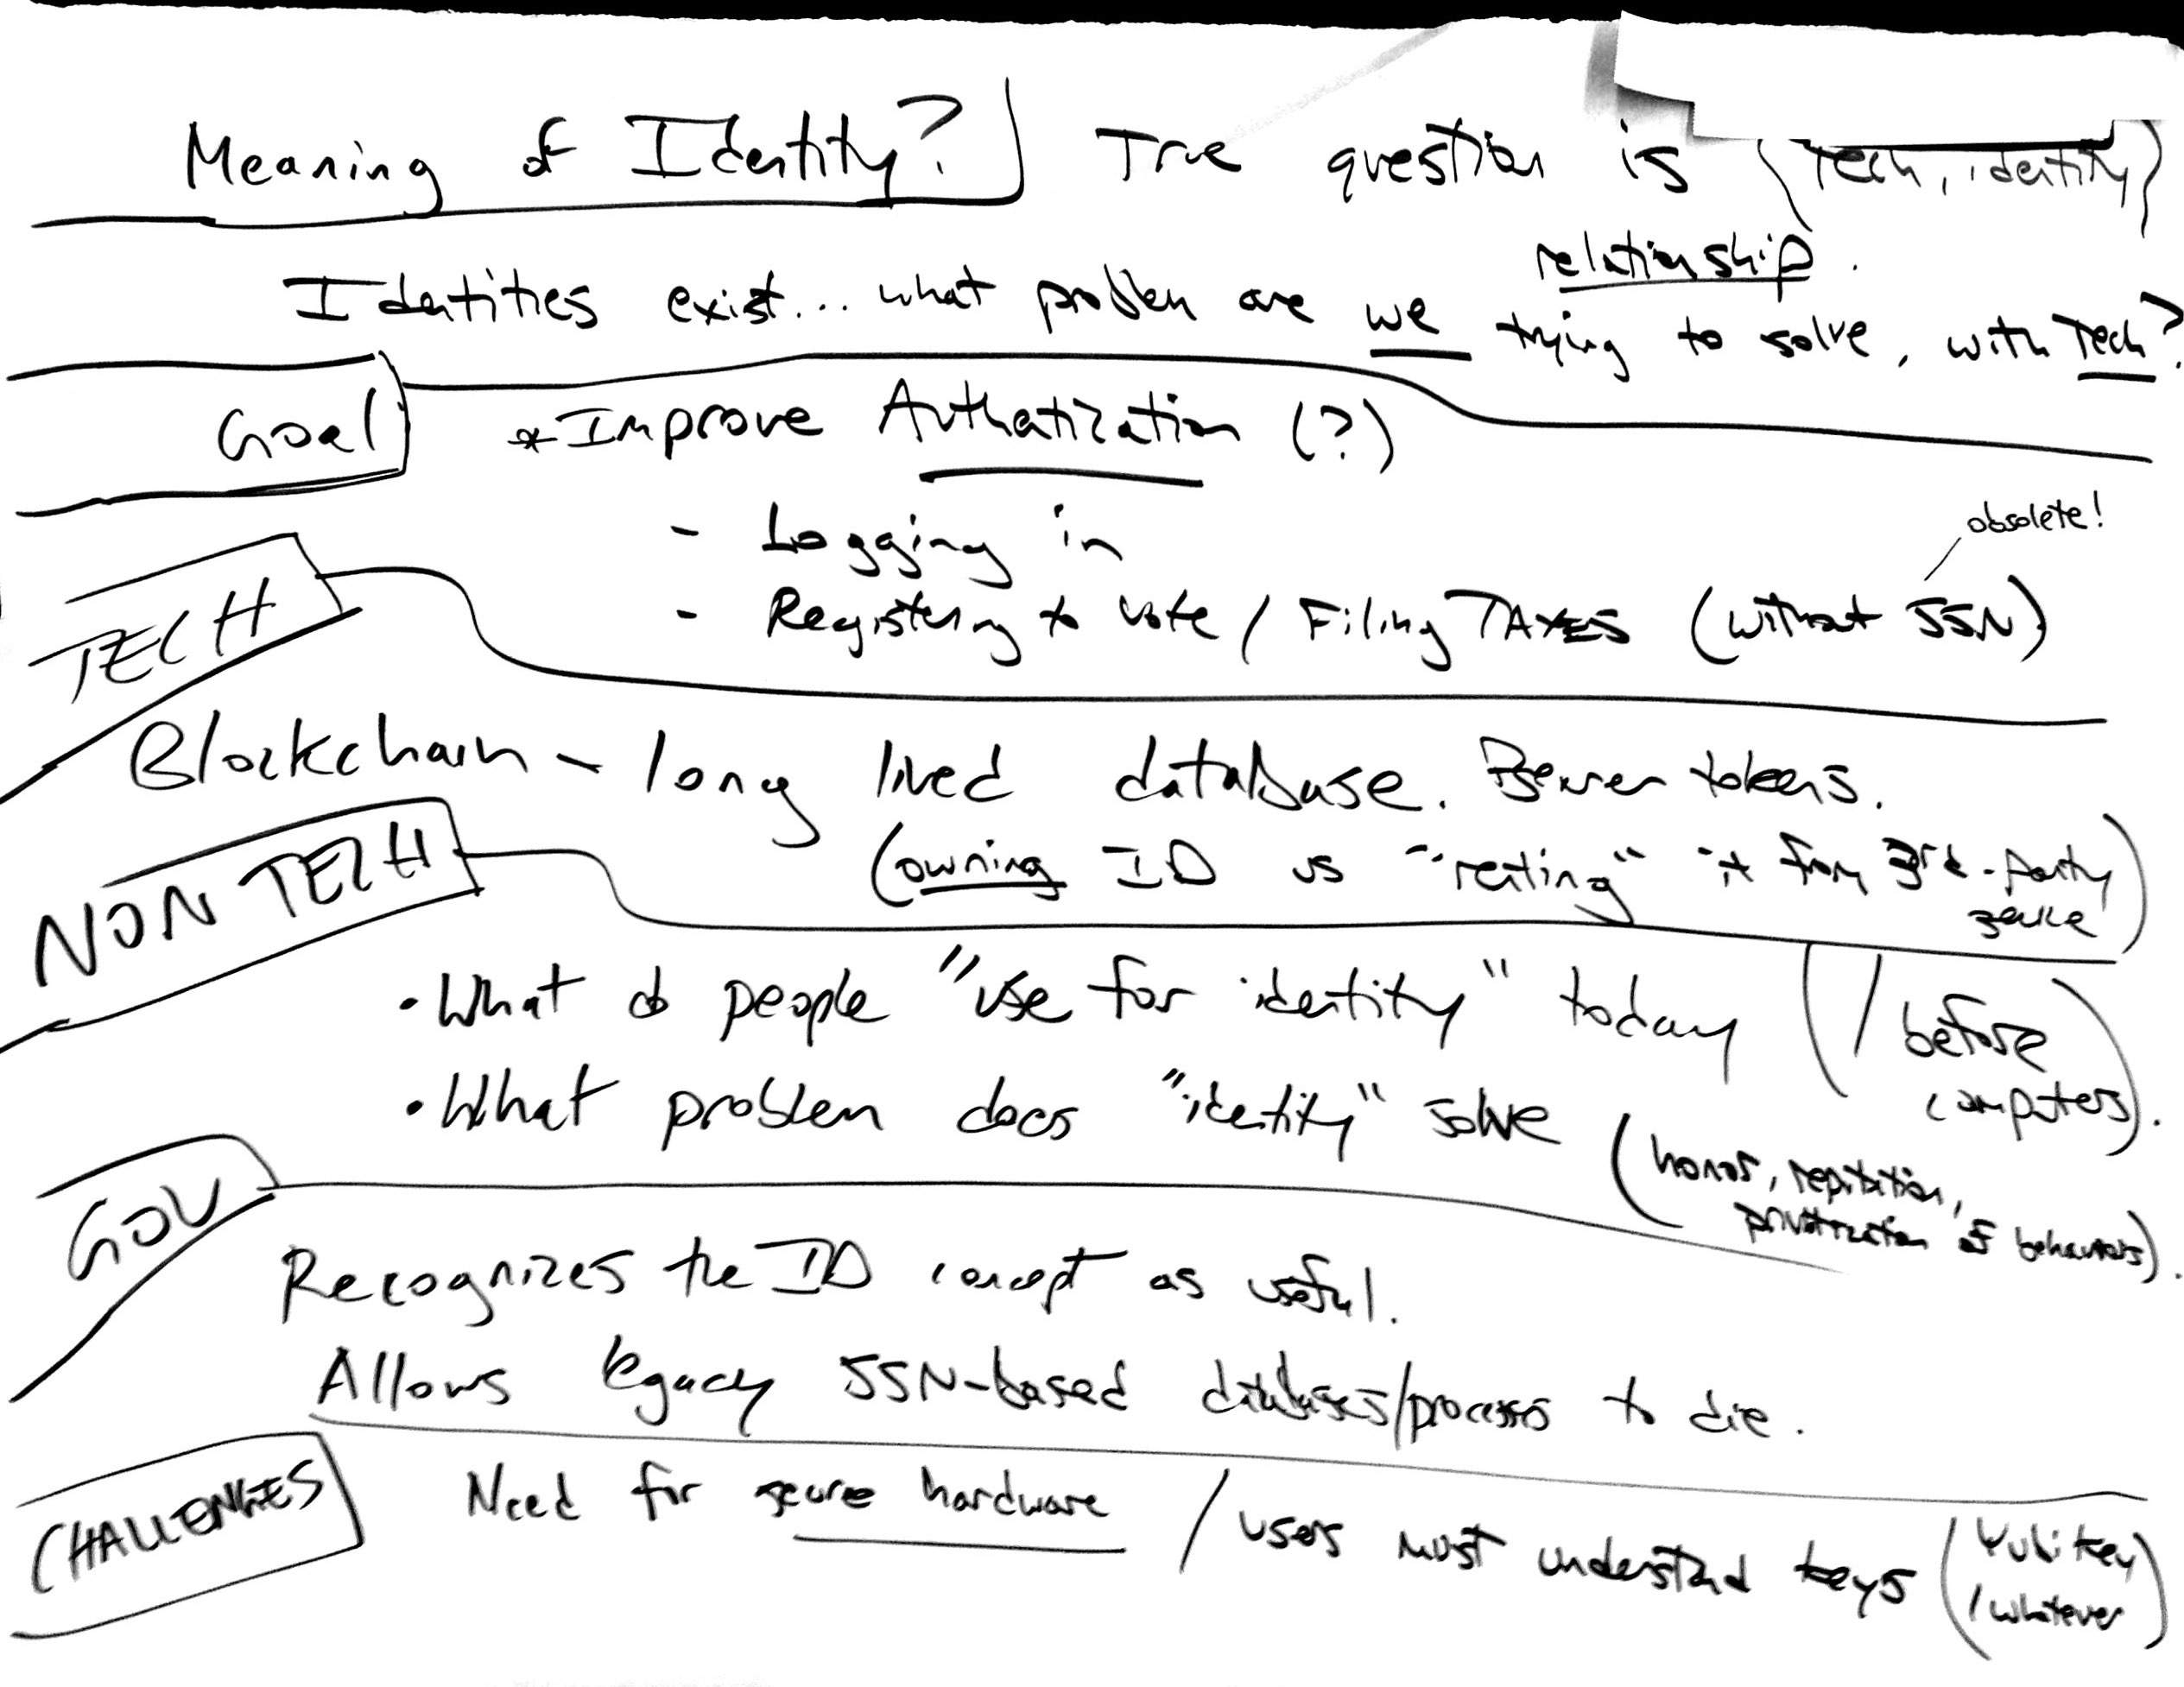 Meaning of Identity? True question is (Tech, identity)
relationship.
Identities exist... what problem are we trying to solve, with Tech?
Goal * Improve Authatization (?)
- Logging in
obsolete!
- Registering to vote / Filing TAXES (without SSN)
TECH
Blockchain - long lived database. Bearer tokens.
(owning ID vs "renting" it from 3rd-party
service)
NON TECH
• What do people "use for identity" today (/ before
computers).
• What problem does "identity" solve (honor, reputation,
privatization of behaviors).
GOV
Recognizes the ID concept as useful.
Allows legacy SSN-based databases/processes to die.
CHALLENGES Need for secure hardware / users must understand keys (Yubikey
/whatever)